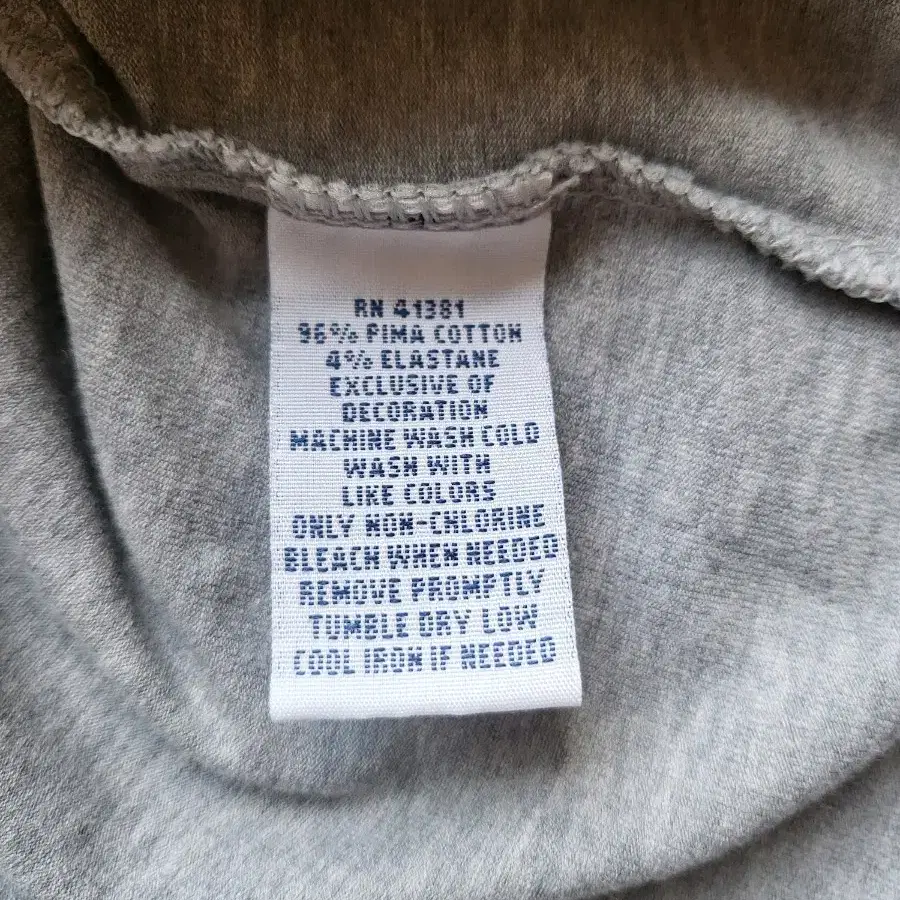 RN 41381
96% PIMA COTTON
4% ELASTANE
EXCLUSIVE OF
DECORATION
MACHINE WASH COLD
WASH WITH
LIKE COLORS
ONLY NON-CHLORINE
BLEACH WHEN NEEDED
REMOVE PROMPTLY
TUMBLE DRY LOW
COOL IRON IF NEEDED